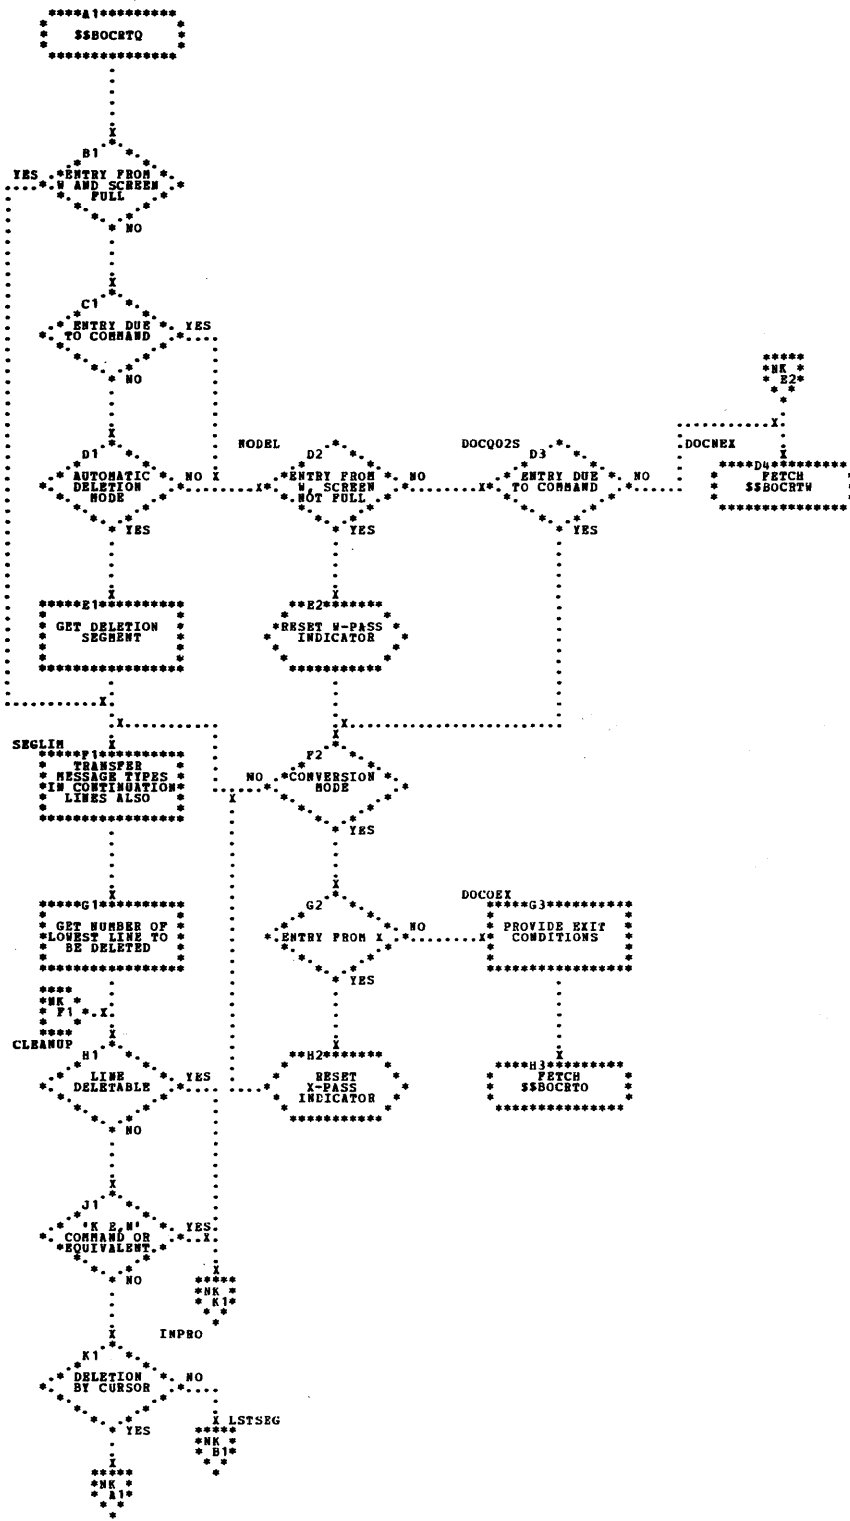 A1
$$BOCRTQ
B1
YES
ENTRY FROM
W AND SCREEN
FULL
NO
C1
ENTRY DUE
TO COMMAND
YES
NO
NK
E2
D1
AUTOMATIC
DELETION
MODE
NO
YES
NODEL
D2
ENTRY FROM
W, SCREEN
NOT FULL
NO
YES
DOCQ02S
D3
ENTRY DUE
TO COMMAND
NO
YES
DOCNEX
D4
FETCH
$$BOCRTW
E1
GET DELETION
SEGMENT
E2
RESET W-PASS
INDICATOR
SEGLIM
F1
TRANSFER
MESSAGE TYPES
IN CONTINUATION
LINES ALSO
F2
NO
CONVERSION
MODE
YES
G1
GET NUMBER OF
LOWEST LINE TO
BE DELETED
G2
ENTRY FROM X
NO
YES
DOCOEX
G3
PROVIDE EXIT
CONDITIONS
NK
F1
CLEANUP
H1
LINE
DELETABLE
YES
NO
H2
RESET
X-PASS
INDICATOR
H3
FETCH
$$BOCRTO
J1
'K E,N'
COMMAND OR
EQUIVALENT
YES
NO
NK
K1
INPRO
K1
DELETION
BY CURSOR
NO
YES
LSTSEG
NK
B1
NK
A1